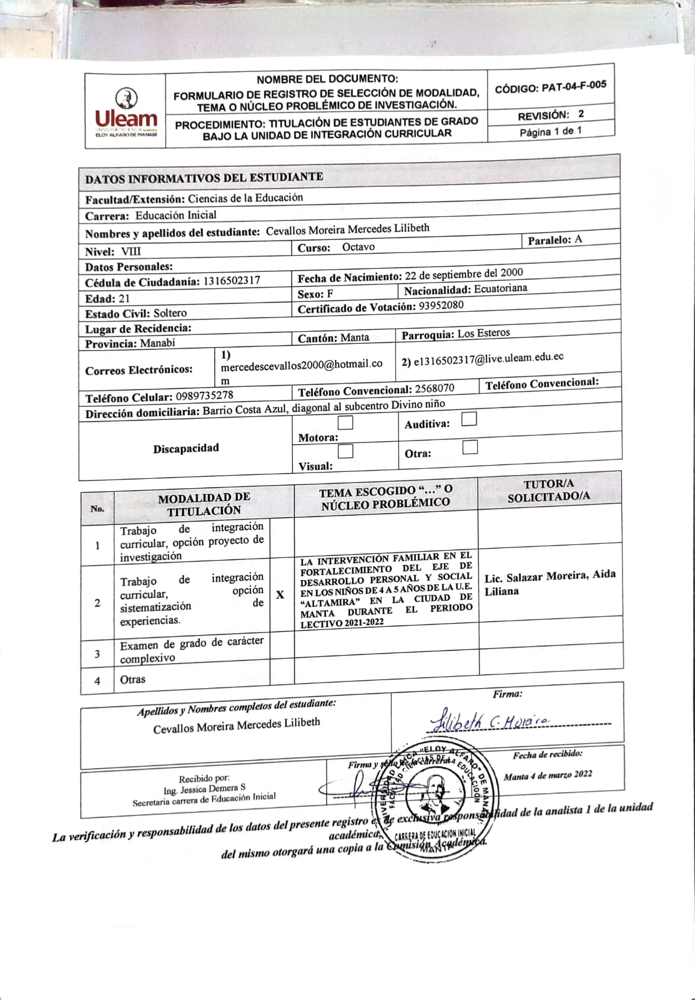 Uleam
UNIVERSIDAD LAICA
ELOY ALFARO DE MANABÍ
NOMBRE DEL DOCUMENTO:
FORMULARIO DE REGISTRO DE SELECCIÓN DE MODALIDAD,
TEMA O NÚCLEO PROBLÉMICO DE INVESTIGACIÓN.
PROCEDIMIENTO: TITULACIÓN DE ESTUDIANTES DE GRADO
BAJO LA UNIDAD DE INTEGRACIÓN CURRICULAR
CÓDIGO: PAT-04-F-005
REVISIÓN: 2
Página 1 de 1
DATOS INFORMATIVOS DEL ESTUDIANTE
Facultad/Extensión: Ciencias de la Educación
Carrera: Educación Inicial
Nombres y apellidos del estudiante: Cevallos Moreira Mercedes Lilibeth
Nivel: VIII
Curso: Octavo
Paralelo: A
Datos Personales:
Cédula de Ciudadanía: 1316502317
Fecha de Nacimiento: 22 de septiembre del 2000
Edad: 21
Sexo: F
Nacionalidad: Ecuatoriana
Estado Civil: Soltero
Certificado de Votación: 93952080
Lugar de Recidencia:
Provincia: Manabí
Cantón: Manta
Parroquia: Los Esteros
Correos Electrónicos:
1)
mercedescevallos2000@hotmail.co
m
2) e1316502317@live.uleam.edu.ec
Teléfono Celular: 0989735278
Teléfono Convencional: 2568070
Teléfono Convencional:
Dirección domiciliaria: Barrio Costa Azul, diagonal al subcentro Divino niño
Discapacidad
Motora:
Auditiva:
Visual:
Otra:
No.
MODALIDAD DE
TITULACIÓN
TEMA ESCOGIDO “...” O
NÚCLEO PROBLÉMICO
TUTOR/A
SOLICITADO/A
1
Trabajo de integración
curricular, opción proyecto de
investigación
2
Trabajo de integración
curricular, opción
sistematización de
experiencias.
X
LA INTERVENCIÓN FAMILIAR EN EL
FORTALECIMIENTO DEL EJE DE
DESARROLLO PERSONAL Y SOCIAL
EN LOS NIÑOS DE 4 A 5 AÑOS DE LA U.E.
“ALTAMIRA” EN LA CIUDAD DE
MANTA DURANTE EL PERIODO
LECTIVO 2021-2022
Lic. Salazar Moreira, Aida
Liliana
3
Examen de grado de carácter
complexivo
4
Otras
Apellidos y Nombres completos del estudiante:
Cevallos Moreira Mercedes Lilibeth
Firma:
Lilibeth C. Moreira
Recibido por:
Ing. Jessica Demera S
Secretaria carrera de Educación Inicial
Firma y sello de la carrera
Fecha de recibido:
Manta 4 de marzo 2022
UNIVERSIDAD LAICA "ELOY ALFARO" DE MANABI
FACULTAD CIENCIAS DE LA EDUCACIÓN
CARRERA DE EDUCACION INICIAL
MANTA
La verificación y responsabilidad de los datos del presente registro es de exclusiva responsabilidad de la analista 1 de la unidad
académica,
del mismo otorgará una copia a la Comisión Académica.